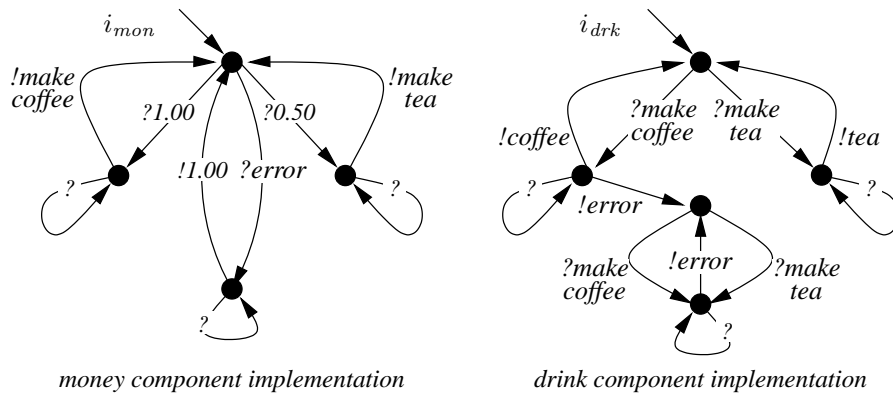 i_mon
!make
coffee
?1.00
?0.50
!make
tea
!1.00
?error
?
?
?
money component implementation
i_drk
!coffee
?make
coffee
?make
tea
!tea
?
?
!error
?make
coffee
!error
?make
tea
?
drink component implementation